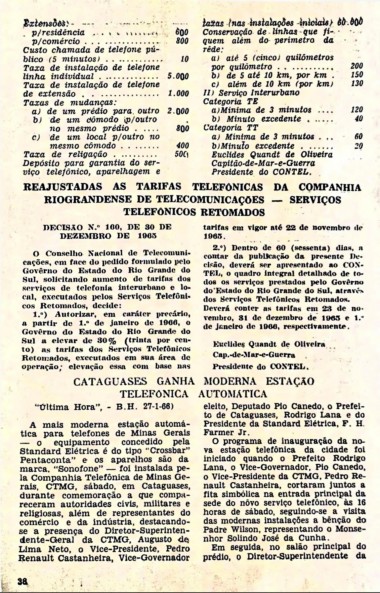 Extensões:
p/residência . . . . . . . 600
p/comércio . . . . . . . . 800
Custo chamada de telefone pú-
blico (5 minutos) . . . . . 10
Taxa de instalação de telefone
linha individual . . . . . . . 5.000
Taxa de instalação de telefone
de extensão . . . . . . . . . 1.000
Taxas de mudanças:
a) de um prédio para outro 2.000
b) de um cômodo p/outro
no mesmo prédio . . . 800
c) de um local p/outro no
mesmo cômodo . . . . . 400
Taxa de religação . . . . . . . 500
Depósito para garantia do ser-
viço telefônico, aparelhagem e
taxas (nas instalações iniciais) 60.000
Conservação de linhas que fi-
quem além do perímetro da
rêde:
a) até 5 (cinco) quilômetros
por quilômetro . . . . . . 200
b) de 5 até 10 km, por km . 150
c) além de 10 km (por km) 130
II) Serviço Interurbano
Categoria TE
a)Minima de 3 minutos . . . . 120
b) Minuto excedente . . . . . 40
Categoria TT
a) Minima de 3 minutos . . . 60
b)Minuto excedente . . . . . . 20
Euclides Quandt de Oliveira
Capitão-de-Mar-e-Guerra
Presidente do CONTEL.
REAJUSTADAS AS TARIFAS TELEFÔNICAS DA COMPANHIA
RIOGRANDENSE DE TELECOMUNICAÇÕES — SERVIÇOS
TELEFÔNICOS RETOMADOS
DECISÃO N.º 160, DE 30 DE
DEZEMBRO DE 1965
O Conselho Nacional de Telecomuni-
cações, em face do pedido formulado pelo
Govêrno do Estado do Rio Grande do
Sul, solicitando aumento de tarifas dos
serviços de telefonia interurbano e lo-
cal, executados pelos Serviços Telefôni-
cos Retomados, decide:
1.º) Autorizar, em caráter precário,
a partir de 1.º de janeiro de 1966, o
Govêrno do Estado do Rio Grande do
Sul a elevar de 30% (trinta por cen-
to) as tarifas dos Serviços Telefônicos
Retomados, executados em sua área de
operação; elevação essa com base nas
tarifas em vigor até 22 de novembro de
1965.
2.º) Dentro de 60 (sessenta) dias, a
contar da publicação da presente De-
cisão, deverá ser apresentado ao CON-
TEL, o quadro integral detalhado de to-
dos os serviços prestados pelo Govêrno
do Estado do Rio Grande do Sul, através
dos Serviços Telefônicos Retomados.
Deverá conter as tarifas em 23 de no-
vembro, 31 de dezembro de 1965 e 1.º
de janeiro de 1966, respectivamente.
Euclides Quandt de Oliveira
Cap.-de-Mar-e-Guerra
Presidente do CONTEL.
CATAGUASES GANHA MODERNA ESTAÇÃO
TELEFÔNICA AUTOMÁTICA
"Última Hora", - B.H. 27-1-66)
A mais moderna estação automá-
tica para telefones de Minas Gerais
— o equipamento concedido pela
Standard Elétrica é do tipo "Crossbar"
Pentaconta" e os aparelhos são da
marca, "Sonofone" — foi instalada pe-
la Companhia Telefônica de Minas Ge-
rais, CTMG, sábado, em Cataguases,
durante comemoração a que compa-
receram autoridades civis, militares e
religiosas, além de representantes do
comércio e da indústria, destacando-
se a presença do Diretor-Superinten-
dente-Geral da CTMG, Augusto de
Lima Neto, o Vice-Presidente, Pedro
Renault Castanheira, Vice-Governador
eleito, Deputado Pio Canedo, o Prefei-
to de Cataguases, Rodrigo Lana e do
Presidente da Standard Elétrica, F. H.
Farmer Jr.
O programa de inauguração da no-
va estação telefônica da cidade foi
iniciado quando o Prefeito Rodrigo
Lana, o Vice-Governador, Pio Canedo,
o Vice-Presidente da CTMG, Pedro Re-
nault Castanheira, cortaram juntos a
fita simbólica na entrada principal da
sede do novo serviço telefônico, às 16
horas de sábado, seguindo-se a visita
das modernas instalações a bênção do
Padre Wilson, representando o Monse-
nhor Solindo José da Cunha.
Em seguida, no salão principal do
prédio, o Diretor-Superintendente da
38